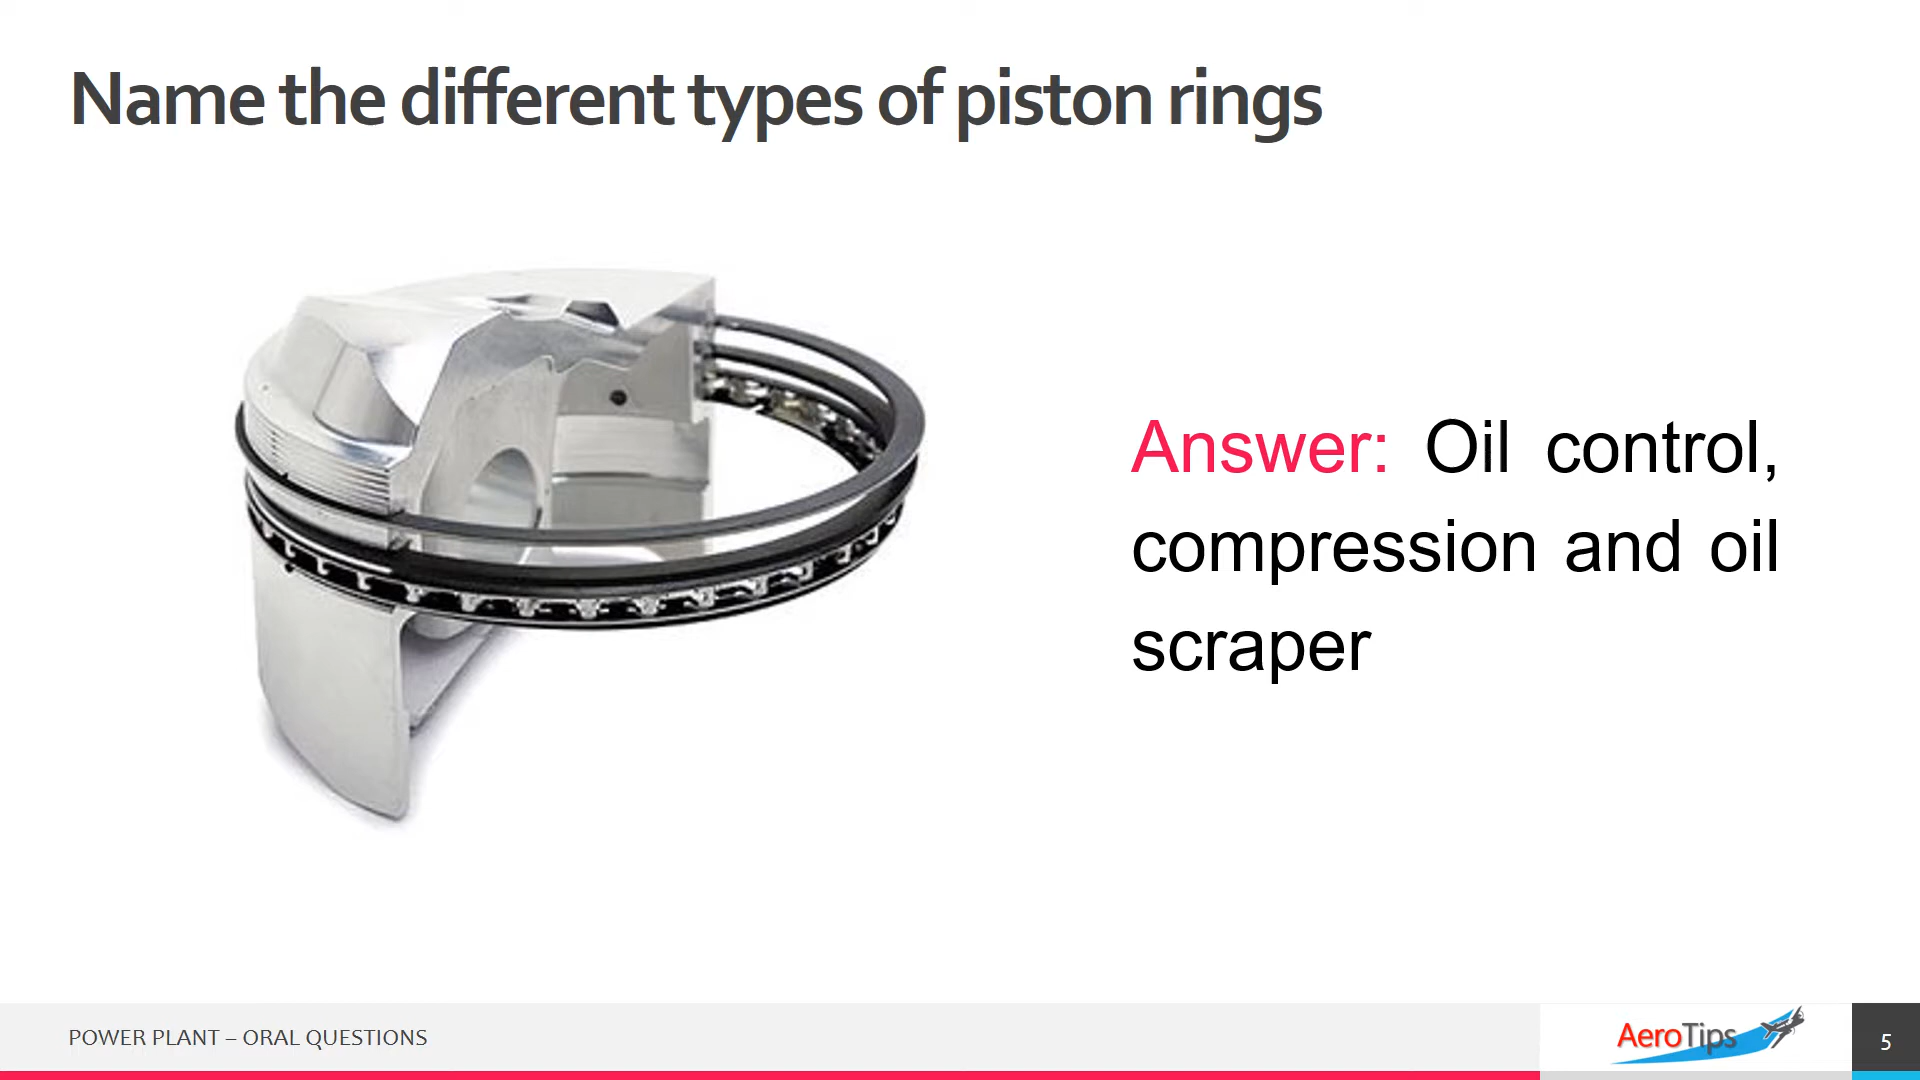 Name the different types of piston rings
Answer: Oil control,
compression and oil
scraper
POWER PLANT – ORAL QUESTIONS
AeroTips
5